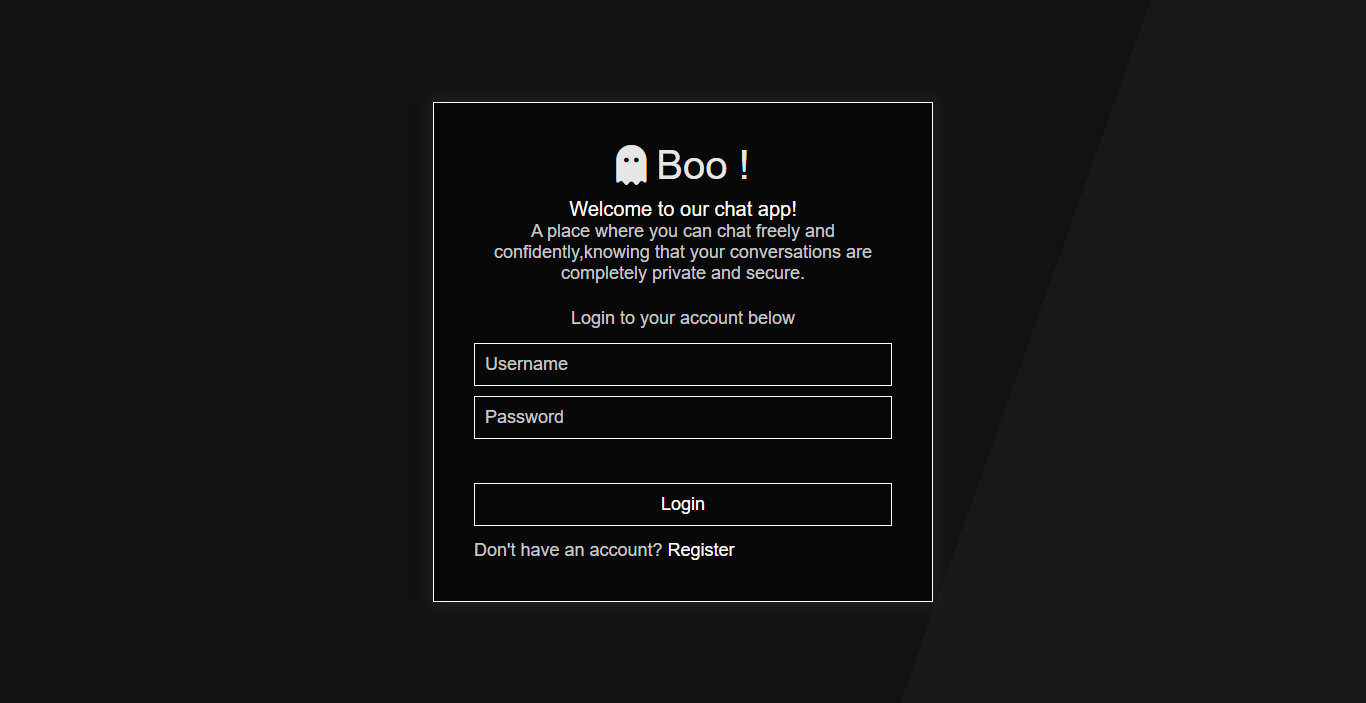 Boo !
Welcome to our chat app!
A place where you can chat freely and
confidently,knowing that your conversations are
completely private and secure.
Login to your account below
Username
Password
Login
Don't have an account? Register